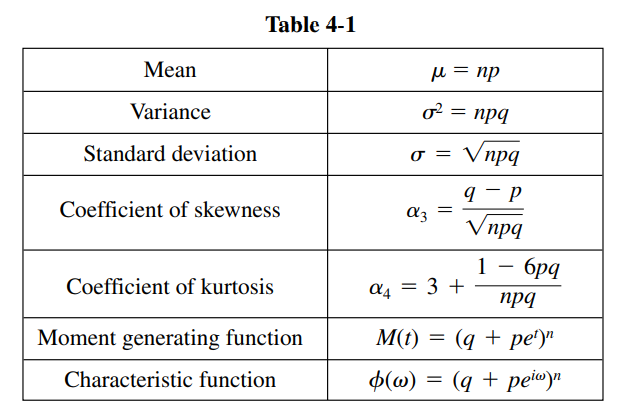 Table 4-1
Mean μ = np
Variance σ² = npq
Standard deviation σ = √npq
Coefficient of skewness α₃ = (q − p)/√npq
Coefficient of kurtosis α₄ = 3 + (1 − 6pq)/npq
Moment generating function M(t) = (q + peᵗ)ⁿ
Characteristic function ϕ(ω) = (q + pe^{iω})ⁿ